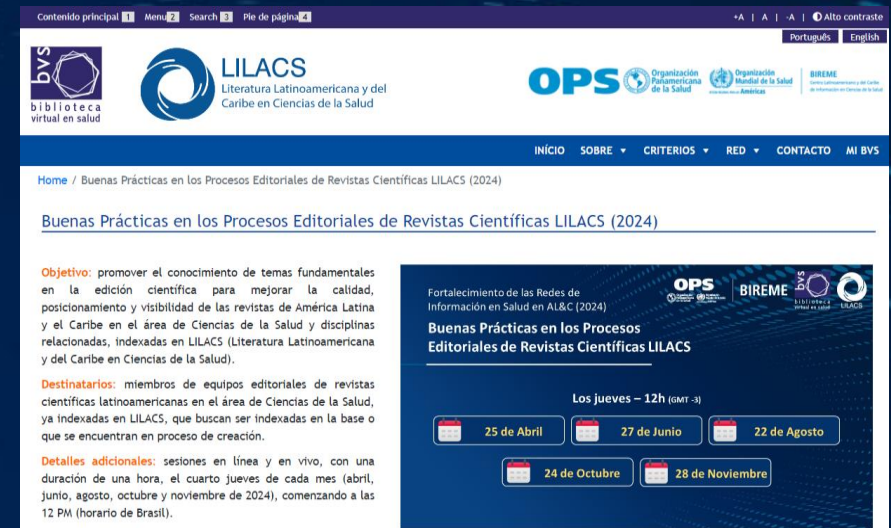 Contenido principal 1 Menu 2 Search 3 Pie de página 4
+A | A | -A | Alto contraste
Português English
bvs
biblioteca
virtual en salud
LILACS
Literatura Latinoamericana y del
Caribe en Ciencias de la Salud
OPS
Organización
Panamericana
de la Salud
Organización
Mundial de la Salud
Américas
BIREME
INÍCIO SOBRE CRITERIOS RED CONTACTO MI BVS
Home / Buenas Prácticas en los Procesos Editoriales de Revistas Científicas LILACS (2024)
Buenas Prácticas en los Procesos Editoriales de Revistas Científicas LILACS (2024)
Objetivo: promover el conocimiento de temas fundamentales
en la edición científica para mejorar la calidad,
posicionamiento y visibilidad de las revistas de América Latina
y el Caribe en el área de Ciencias de la Salud y disciplinas
relacionadas, indexadas en LILACS (Literatura Latinoamericana
y del Caribe en Ciencias de la Salud).
Destinatarios: miembros de equipos editoriales de revistas
científicas latinoamericanas en el área de Ciencias de la Salud,
ya indexadas en LILACS, que buscan ser indexadas en la base o
que se encuentran en proceso de creación.
Detalles adicionales: sesiones en línea y en vivo, con una
duración de una hora, el cuarto jueves de cada mes (abril,
junio, agosto, octubre y noviembre de 2024), comenzando a las
12 PM (horario de Brasil).
Fortalecimiento de las Redes de
Información en Salud en AL&C (2024)
OPS
BIREME
LILACS
Buenas Prácticas en los Procesos
Editoriales de Revistas Científicas LILACS
Los jueves – 12h (GMT -3)
25 de Abril
27 de Junio
22 de Agosto
24 de Octubre
28 de Noviembre